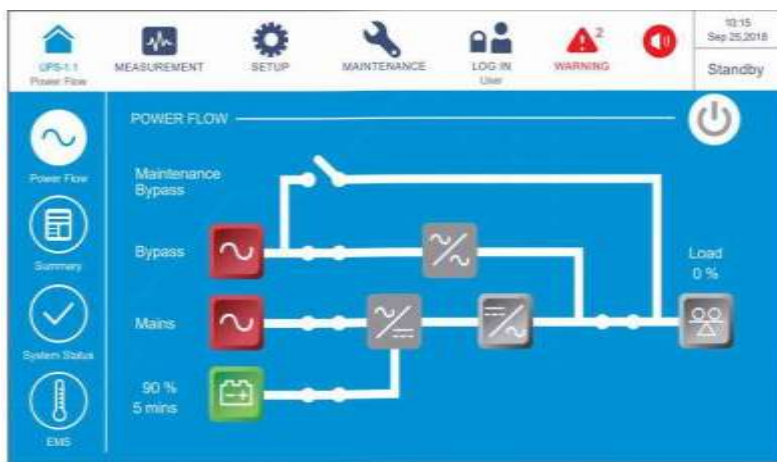 UPS-1.1
Power Flow
MEASUREMENT
SETUP
MAINTENANCE
LOG IN
User
WARNING
2
10:15
Sep 25,2018
Standby
POWER FLOW
Power Flow
Summary
System Status
EMS
Maintenance
Bypass
Bypass
Mains
90 %
5 mins
Load
0 %